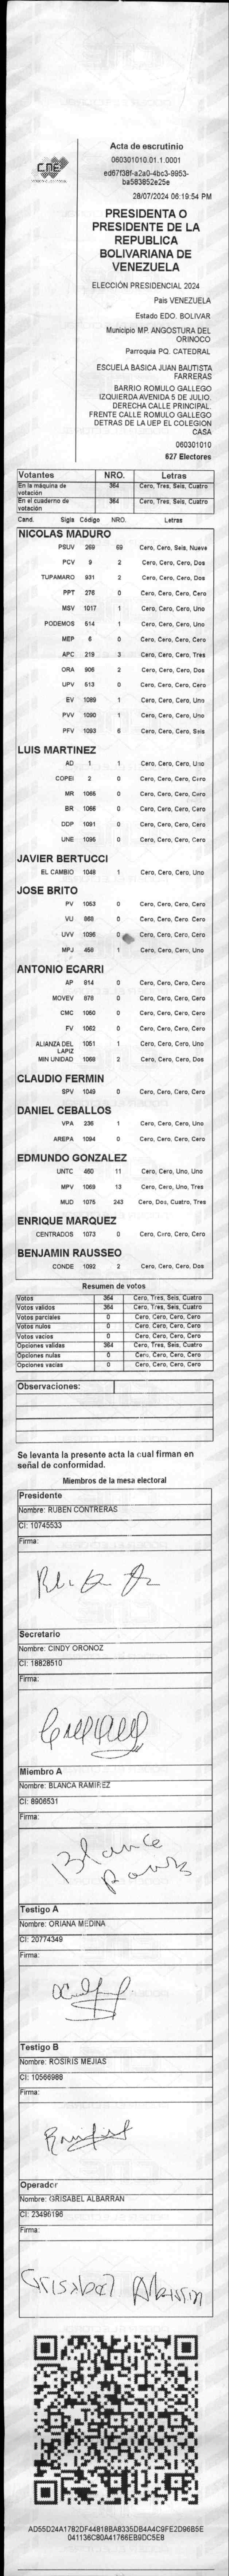 Acta de escrutinio
060301010.01.1.0001
ed67f38f-a2a0-4bc3-9953-
ba583852e25e
28/07/2024 06:19:54 PM
CNE
PRESIDENTA O
PRESIDENTE DE LA
REPUBLICA
BOLIVARIANA DE
VENEZUELA
ELECCIÓN PRESIDENCIAL 2024
Pais VENEZUELA
Estado EDO. BOLIVAR
Municipio MP. ANGOSTURA DEL
ORINOCO
Parroquia PQ. CATEDRAL
ESCUELA BASICA JUAN BAUTISTA
FARRERAS
BARRIO ROMULO GALLEGO
IZQUIERDA AVENIDA 5 DE JULIO.
DERECHA CALLE PRINCIPAL.
FRENTE CALLE ROMULO GALLEGO
DETRAS DE LA UEP EL COLEGION
CASA
060301010
627 Electores
Votantes NRO. Letras
En la máquina de votación 364 Cero, Tres, Seis, Cuatro
En el cuaderno de votación 364 Cero, Tres, Seis, Cuatro
Cand. Sigla Código NRO. Letras
NICOLAS MADURO
PSUV 269 69 Cero, Cero, Seis, Nueve
PCV 9 2 Cero, Cero, Cero, Dos
TUPAMARO 931 2 Cero, Cero, Cero, Dos
PPT 276 0 Cero, Cero, Cero, Cero
MSV 1017 1 Cero, Cero, Cero, Uno
PODEMOS 514 1 Cero, Cero, Cero, Uno
MEP 6 0 Cero, Cero, Cero, Cero
APC 219 3 Cero, Cero, Cero, Tres
ORA 906 2 Cero, Cero, Cero, Dos
UPV 513 0 Cero, Cero, Cero, Cero
EV 1089 1 Cero, Cero, Cero, Uno
PVV 1090 1 Cero, Cero, Cero, Uno
PFV 1093 6 Cero, Cero, Cero, Seis
LUIS MARTINEZ
AD 1 1 Cero, Cero, Cero, Uno
COPEI 2 0 Cero, Cero, Cero, Cero
MR 1066 0 Cero, Cero, Cero, Cero
BR 0 Cero, Cero, Cero, Cero
DDP 1091 0 Cero, Cero, Cero, Cero
UNE 1095 0 Cero, Cero, Cero, Cero
JAVIER BERTUCCI
EL CAMBIO 1048 1 Cero, Cero, Cero, Uno
JOSE BRITO
PV 1053 0 Cero, Cero, Cero, Cero
VU 868 0 Cero, Cero, Cero, Cero
UVV 1096 0 Cero, Cero, Cero, Cero
MPJ 458 1 Cero, Cero, Cero, Uno
ANTONIO ECARRI
AP 814 0 Cero, Cero, Cero, Cero
MOVEV 878 0 Cero, Cero, Cero, Cero
CMC 1050 0 Cero, Cero, Cero, Cero
FV 1062 0 Cero, Cero, Cero, Cero
ALIANZA DEL LAPIZ 1051 1 Cero, Cero, Cero, Uno
MIN UNIDAD 1068 2 Cero, Cero, Cero, Dos
CLAUDIO FERMIN
SPV 1049 0 Cero, Cero, Cero, Cero
DANIEL CEBALLOS
VPA 236 1 Cero, Cero, Cero, Uno
AREPA 1094 0 Cero, Cero, Cero, Cero
EDMUNDO GONZALEZ
UNTC 460 11 Cero, Cero, Uno, Uno
MPV 1069 13 Cero, Cero, Uno, Tres
MUD 1075 243 Cero, Dos, Cuatro, Tres
ENRIQUE MARQUEZ
CENTRADOS 1073 0 Cero, Cero, Cero, Cero
BENJAMIN RAUSSEO
CONDE 1092 2 Cero, Cero, Cero, Dos
Resumen de votos
Votos 364 Cero, Tres, Seis, Cuatro
Votos validos 364 Cero, Tres, Seis, Cuatro
Votos parciales 0 Cero, Cero, Cero, Cero
Votos nulos 0 Cero, Cero, Cero, Cero
Votos vacios 0 Cero, Cero, Cero, Cero
Opciones validas 364 Cero, Tres, Seis, Cuatro
Opciones nulas 0 Cero, Cero, Cero, Cero
Opciones vacias 0 Cero, Cero, Cero, Cero
Observaciones:
Se levanta la presente acta la cual firman en
señal de conformidad.
Miembros de la mesa electoral
Presidente
Nombre: RUBEN CONTRERAS
CI: 10745533
Firma:
Secretario
Nombre: CINDY ORONOZ
CI: 18828510
Firma:
Miembro A
Nombre: BLANCA RAMIREZ
CI: 8906531
Firma:
Blanca
Testigo A
Nombre: ORIANA MEDINA
CI: 20774349
Firma:
Testigo B
Nombre: ROSIRIS MEJIAS
CI: 10566988
Firma:
Operador
Nombre: GRISABEL ALBARRAN
CI: 23496196
Firma:
Grisabel Albarrán
AD55D24A1782DF44818BA8335DB4A4C9FE2D96B5E
041136C80A41766EB9DC5E8